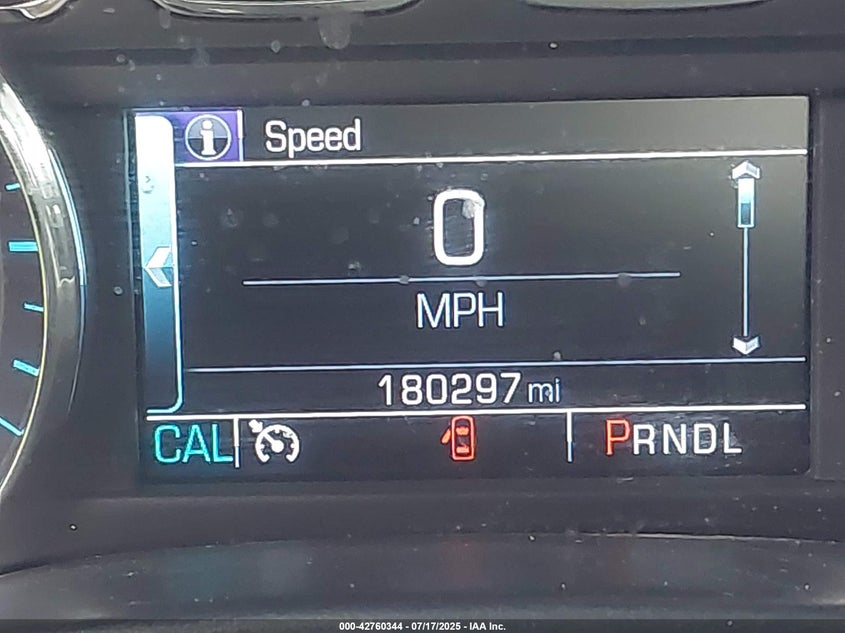 Speed
0
MPH
180297 mi
CAL PRNDL
000-42760344 - 07/17/2025 - IAA Inc.